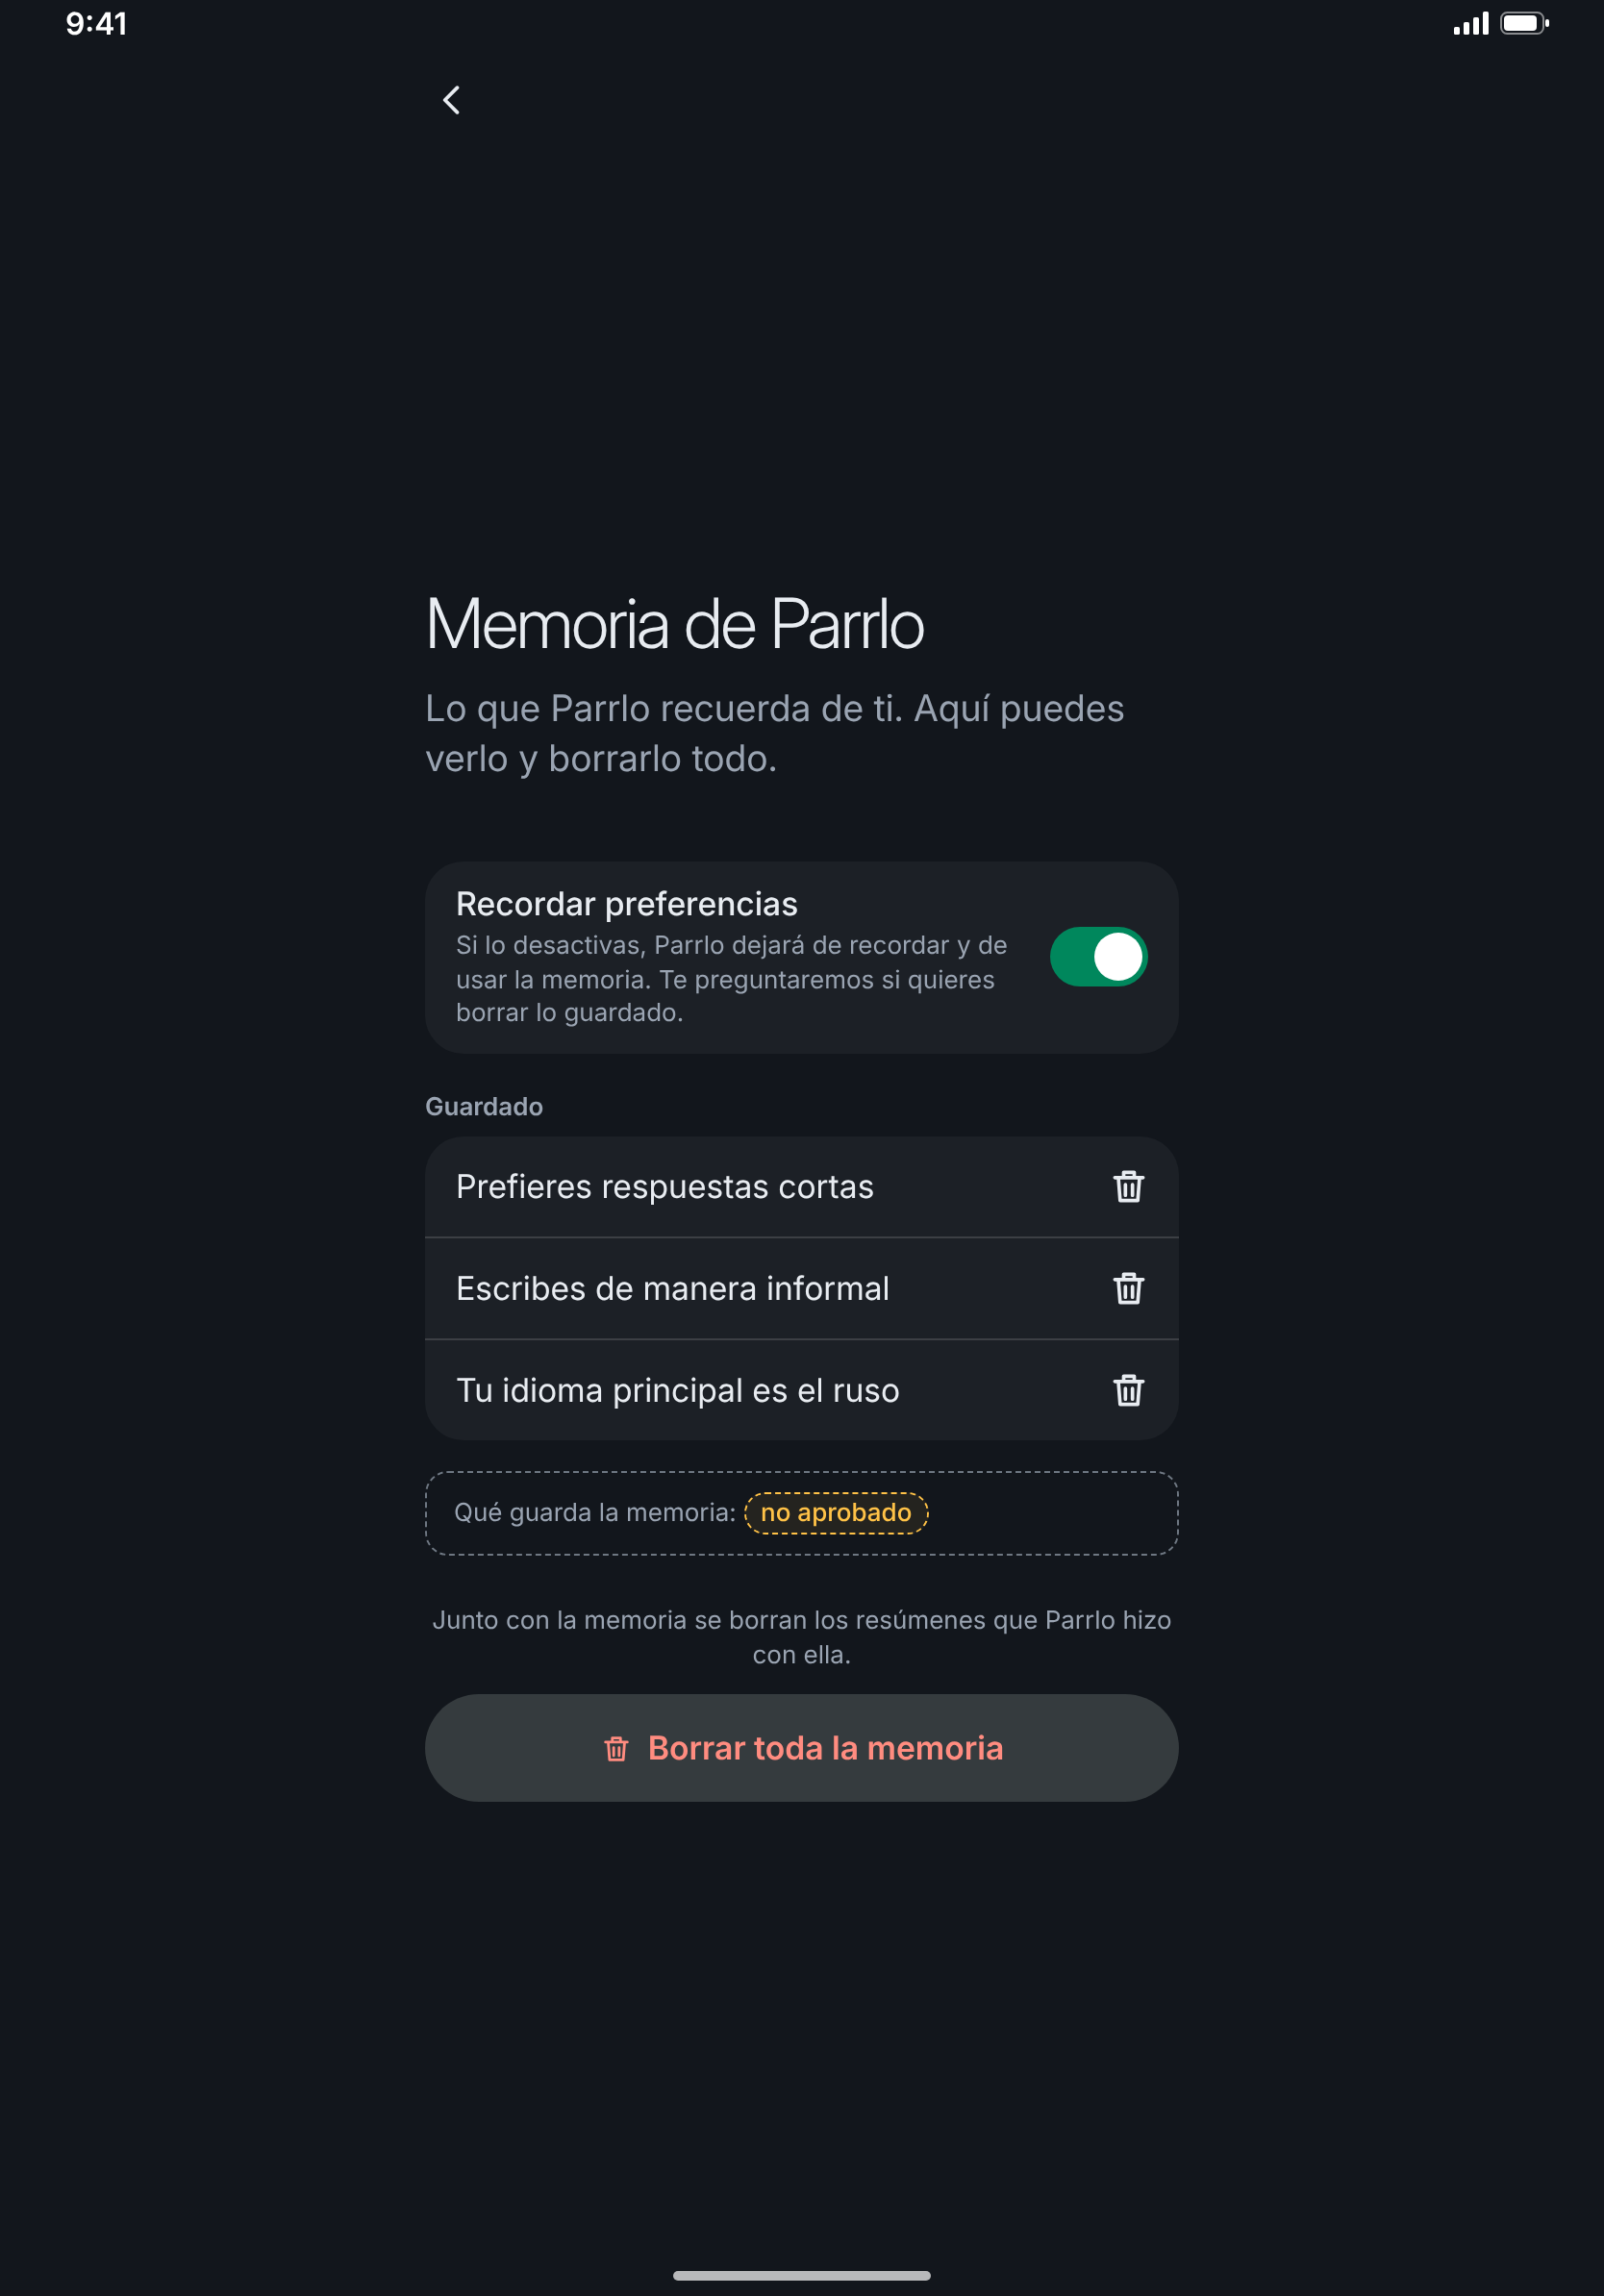 9:41
Memoria de Parrlo
Lo que Parrlo recuerda de ti. Aquí puedes
verlo y borrarlo todo.
Recordar preferencias
Si lo desactivas, Parrlo dejará de recordar y de
usar la memoria. Te preguntaremos si quieres
borrar lo guardado.
Guardado
Prefieres respuestas cortas
Escribes de manera informal
Tu idioma principal es el ruso
Qué guarda la memoria: no aprobado
Junto con la memoria se borran los resúmenes que Parrlo hizo
con ella.
Borrar toda la memoria